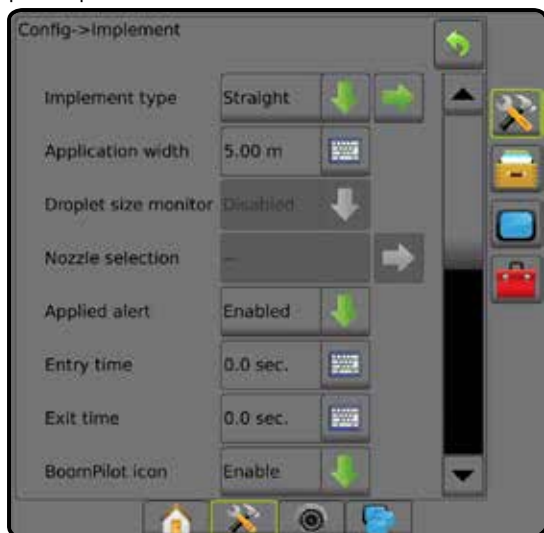 Config->Implement
Implement type Straight
Application width 5.00 m
Droplet size monitor Disabled
Nozzle selection --
Applied alert Enabled
Entry time 0.0 sec.
Exit time 0.0 sec.
BoomPilot icon Enable